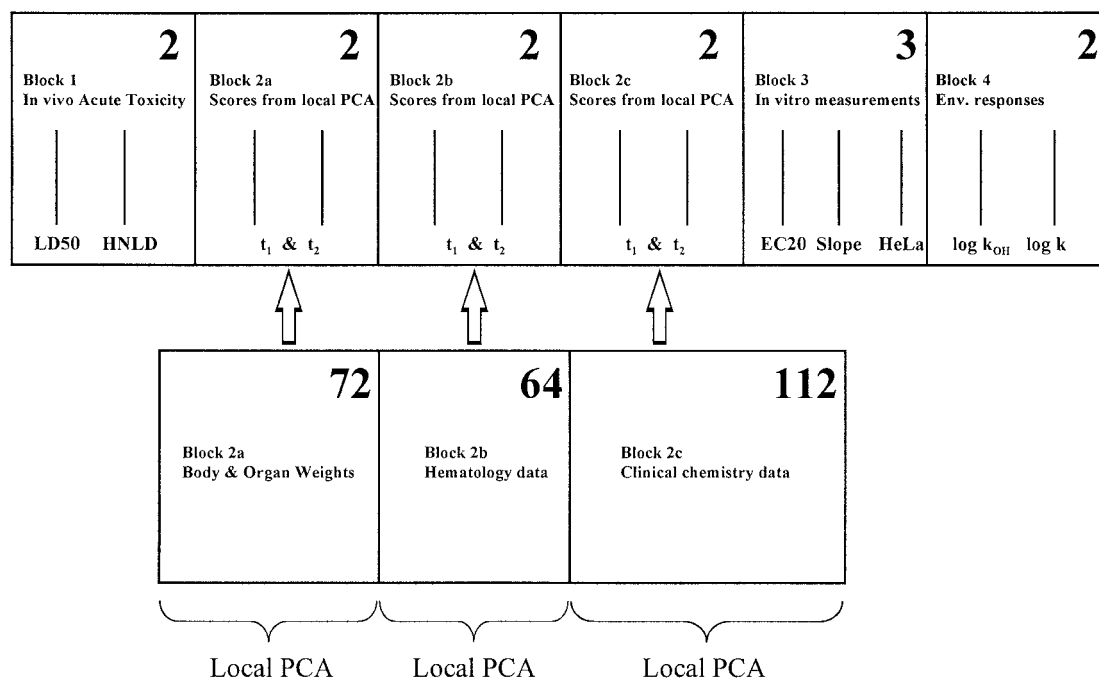 2
Block 1
In vivo Acute Toxicity
LD50 HNLD
2
Block 2a
Scores from local PCA
t1 & t2
2
Block 2b
Scores from local PCA
t1 & t2
2
Block 2c
Scores from local PCA
t1 & t2
3
Block 3
In vitro measurements
EC20 Slope HeLa
2
Block 4
Env. responses
log kOH log k
72
Block 2a
Body & Organ Weights
64
Block 2b
Hematology data
112
Block 2c
Clinical chemistry data
Local PCA
Local PCA
Local PCA